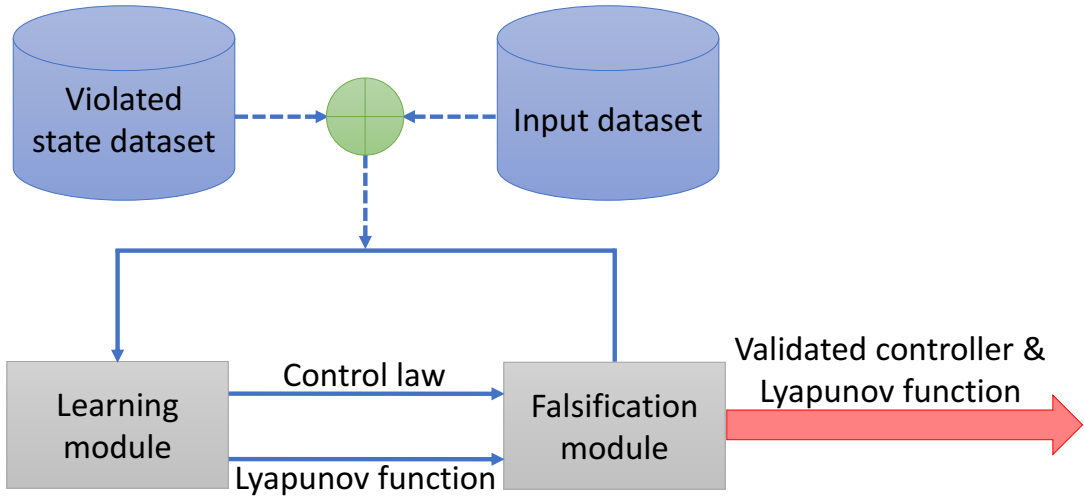 Violated
state dataset
Input dataset
Validated controller &
Lyapunov function
Control law
Learning
module
Falsification
module
Lyapunov function